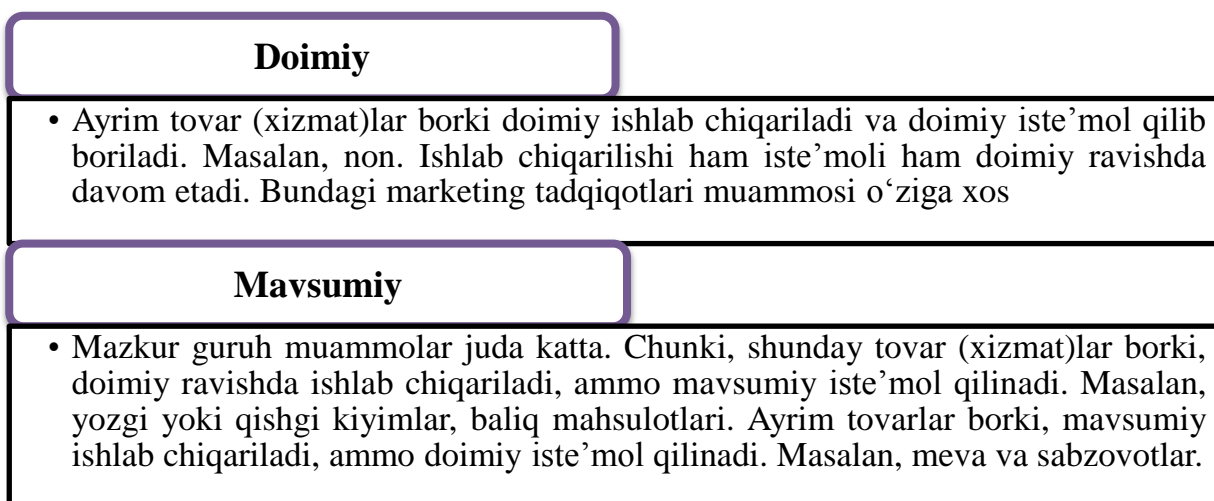 Doimiy
• Ayrim tovar (xizmat)lar borki doimiy ishlab chiqariladi va doimiy iste’mol qilib
boriladi. Masalan, non. Ishlab chiqarilishi ham iste’moli ham doimiy ravishda
davom etadi. Bundagi marketing tadqiqotlari muammosi o‘ziga xos
Mavsumiy
• Mazkur guruh muammolar juda katta. Chunki, shunday tovar (xizmat)lar borki,
doimiy ravishda ishlab chiqariladi, ammo mavsumiy iste’mol qilinadi. Masalan,
yozgi yoki qishgi kiyimlar, baliq mahsulotlari. Ayrim tovarlar borki, mavsumiy
ishlab chiqariladi, ammo doimiy iste’mol qilinadi. Masalan, meva va sabzovotlar.